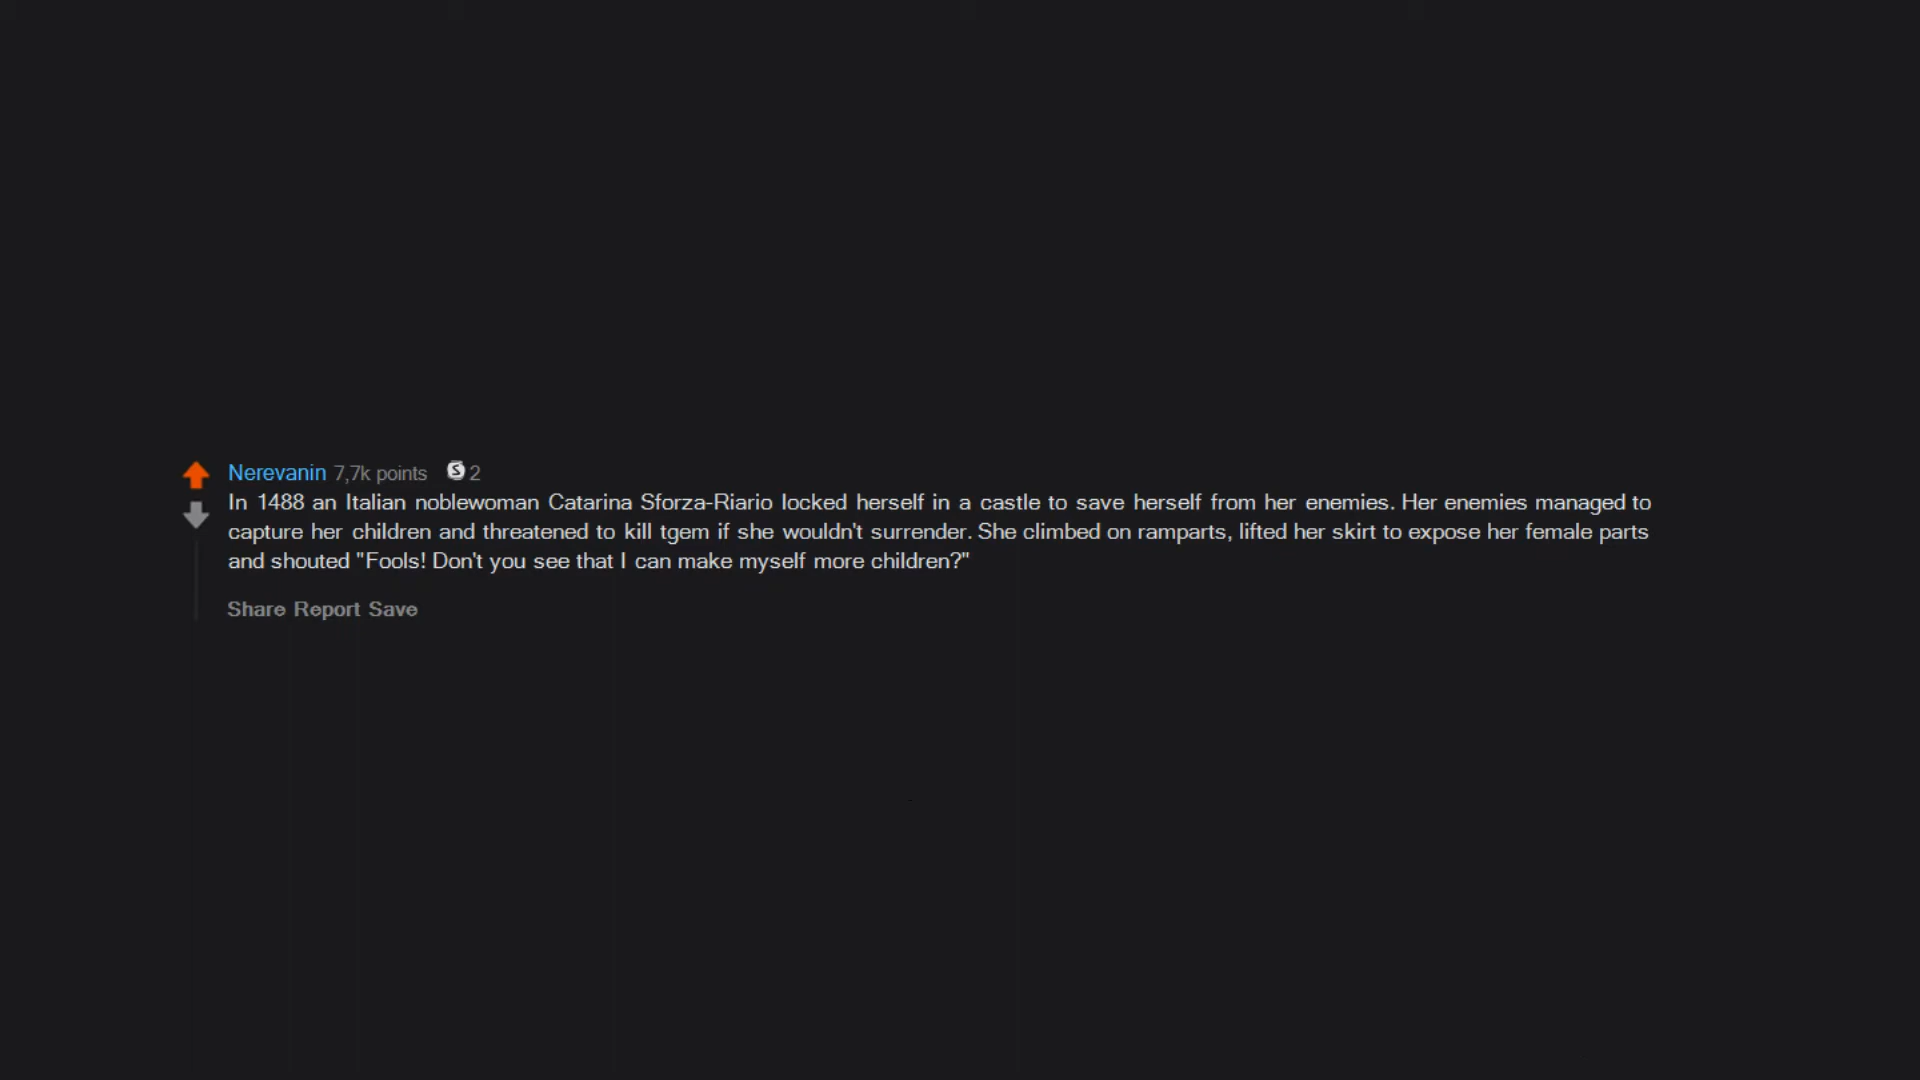 Nerevanin 7,7k points S 2
In 1488 an Italian noblewoman Catarina Sforza-Riario locked herself in a castle to save herself from her enemies. Her enemies managed to
capture her children and threatened to kill tgem if she wouldn't surrender. She climbed on ramparts, lifted her skirt to expose her female parts
and shouted "Fools! Don't you see that I can make myself more children?"
Share Report Save